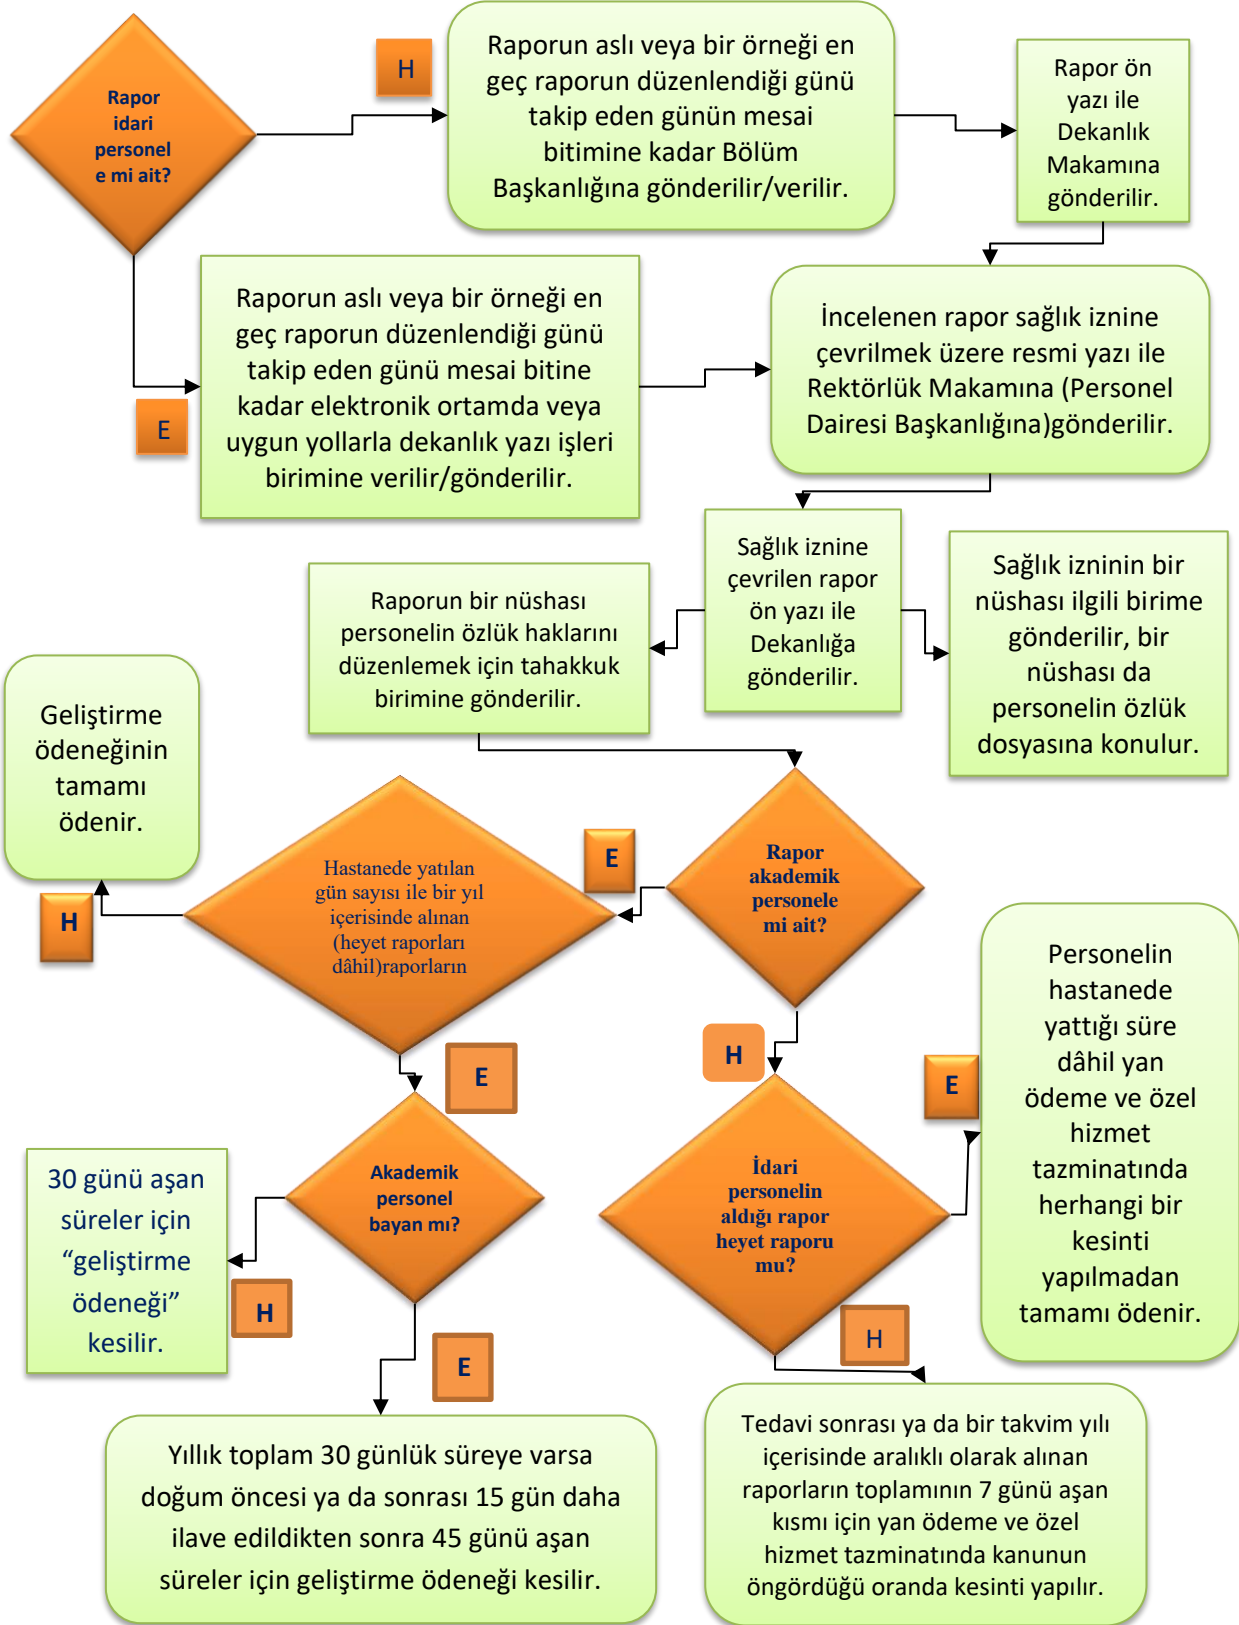 Rapor
idari
personel
e mi ait?
H
Raporun aslı veya bir örneği en
geç raporun düzenlendiği günü
takip eden günün mesai
bitimine kadar Bölüm
Başkanlığına gönderilir/verilir.
Rapor ön
yazı ile
Dekanlık
Makamına
gönderilir.
E
Raporun aslı veya bir örneği en
geç raporun düzenlendiği günü
takip eden günü mesai bitine
kadar elektronik ortamda veya
uygun yollarla dekanlık yazı işleri
birimine verilir/gönderilir.
İncelenen rapor sağlık iznine
çevrilmek üzere resmi yazı ile
Rektörlük Makamına (Personel
Dairesi Başkanlığına)gönderilir.
Sağlık iznine
çevrilen rapor
ön yazı ile
Dekanlığa
gönderilir.
Sağlık izninin bir
nüshası ilgili birime
gönderilir, bir
nüshası da
personelin özlük
dosyasına konulur.
Raporun bir nüshası
personelin özlük haklarını
düzenlemek için tahakkuk
birimine gönderilir.
Geliştirme
ödeneğinin
tamamı
ödenir.
H
Hastanede yatılan
gün sayısı ile bir yıl
içerisinde alınan
(heyet raporları
dâhil)raporların
E
Rapor
akademik
personele
mi ait?
H
E
Personelin
hastanede
yattığı süre
dâhil yan
ödeme ve özel
hizmet
tazminatında
herhangi bir
kesinti
yapılmadan
tamamı ödenir.
E
Akademik
personel
bayan mı?
İdari
personelin
aldığı rapor
heyet raporu
mu?
30 günü aşan
süreler için
“geliştirme
ödeneği”
kesilir.
H
E
H
Yıllık toplam 30 günlük süreye varsa
doğum öncesi ya da sonrası 15 gün daha
ilave edildikten sonra 45 günü aşan
süreler için geliştirme ödeneği kesilir.
Tedavi sonrası ya da bir takvim yılı
içerisinde aralıklı olarak alınan
raporların toplamının 7 günü aşan
kısmı için yan ödeme ve özel
hizmet tazminatında kanunun
öngördüğü oranda kesinti yapılır.